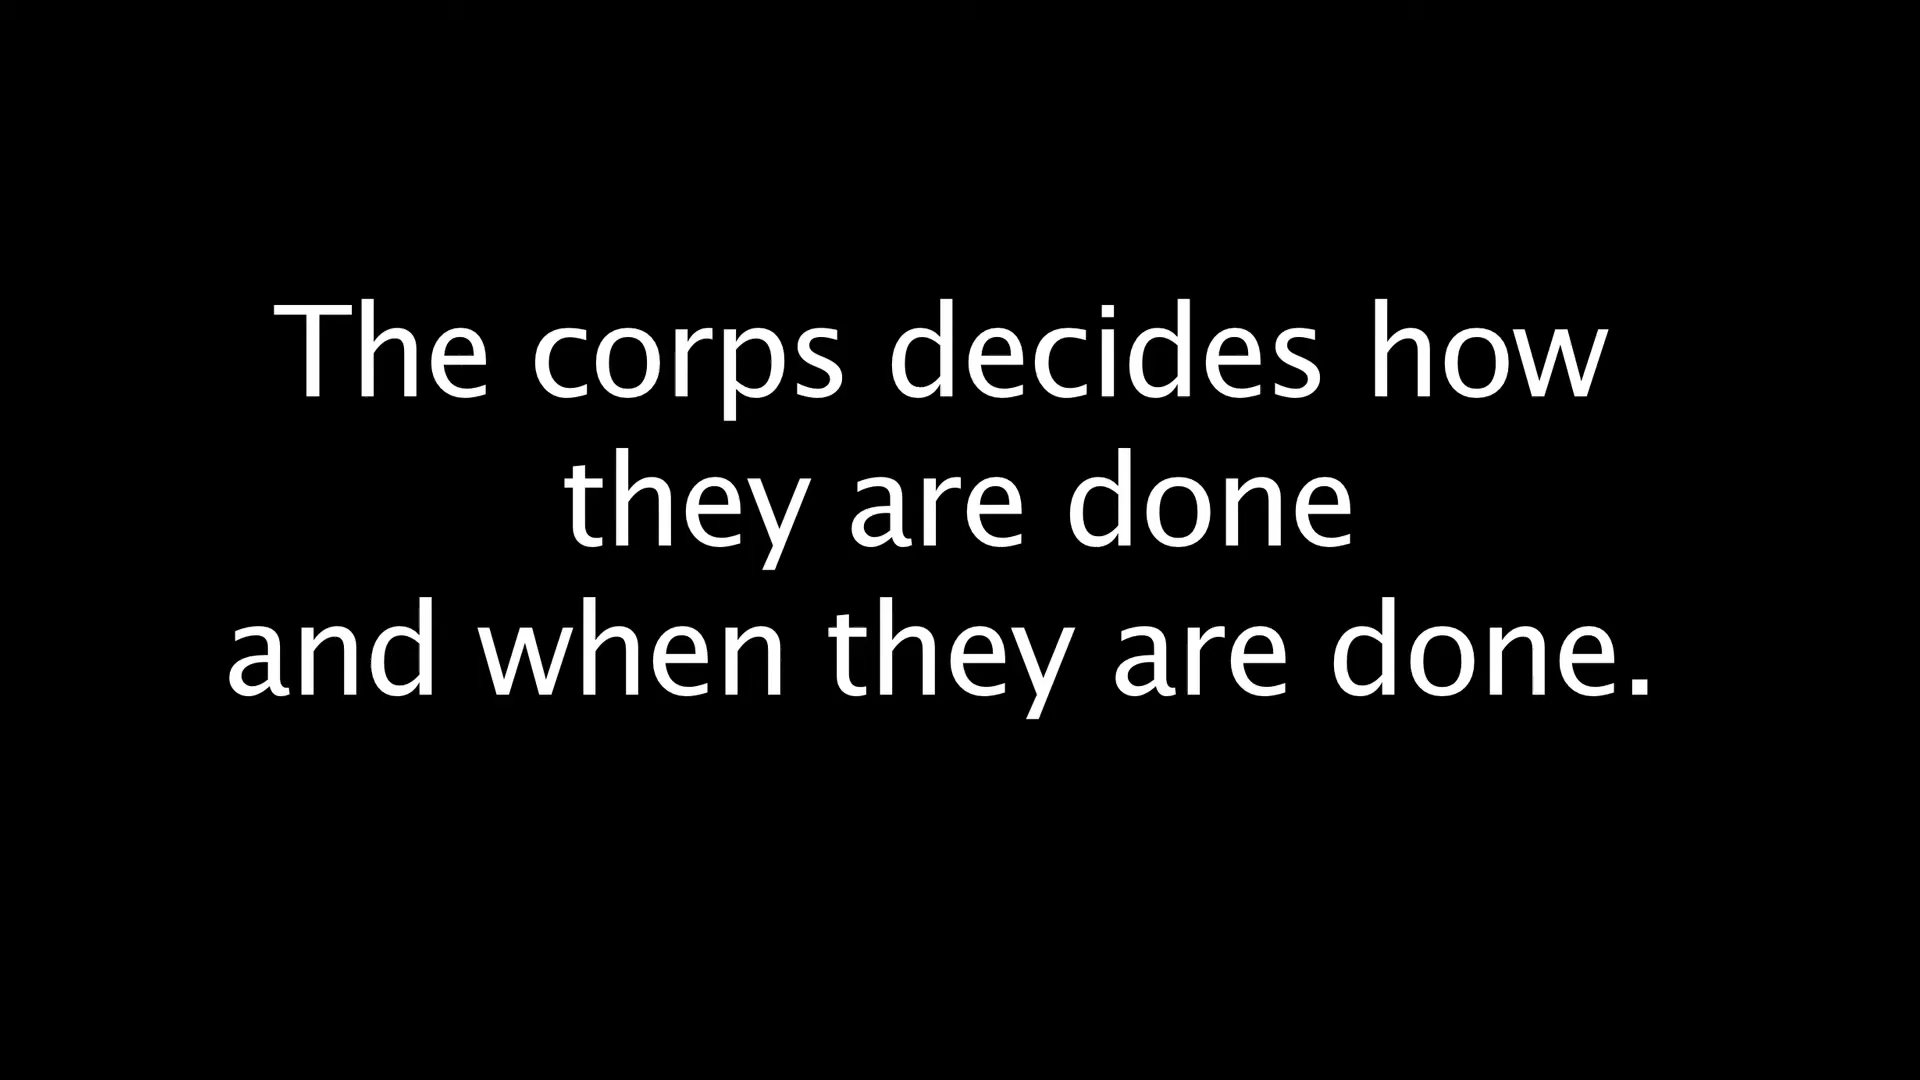 The corps decides how
they are done
and when they are done.